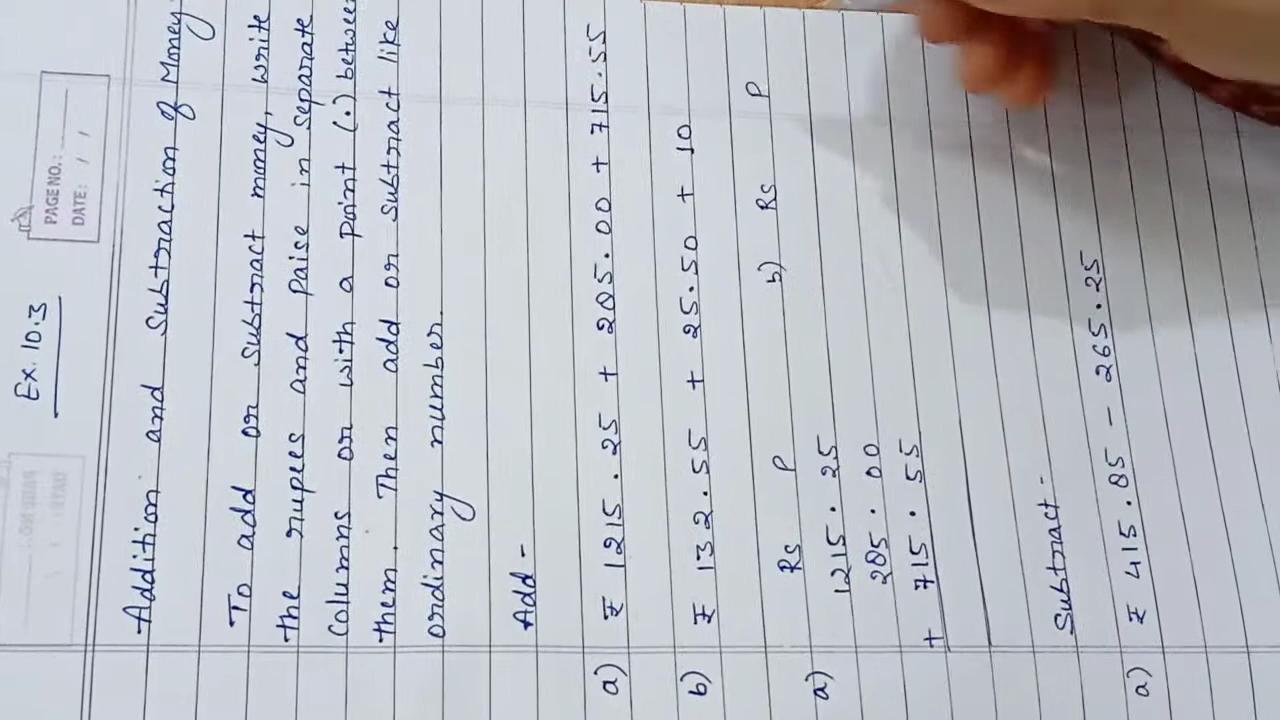 Ex. 10.3
PAGE NO.:
DATE: / /
Addition and Subtraction of Money
To add or subtract money, write
the rupees and paise in separate
columns or with a point (.) betwee
them. Then add or subtract like
ordinary number.
Add -
a) ₹ 1215.25 + 205.00 + 715.55
b) ₹ 132.55 + 25.50 + 10
Rs P b) Rs P
a) 1215.25
205.00
+ 715.55
Subtract -
a) ₹ 415.85 - 265.25